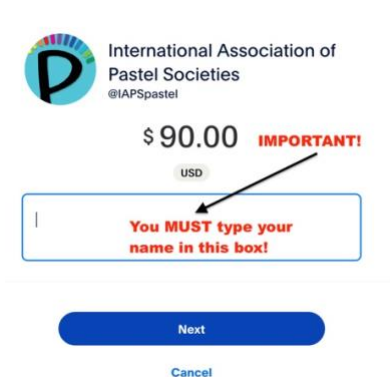 International Association of
Pastel Societies
@IAPSpastel
$90.00
IMPORTANT!
USD
You MUST type your
name in this box!
Next
Cancel